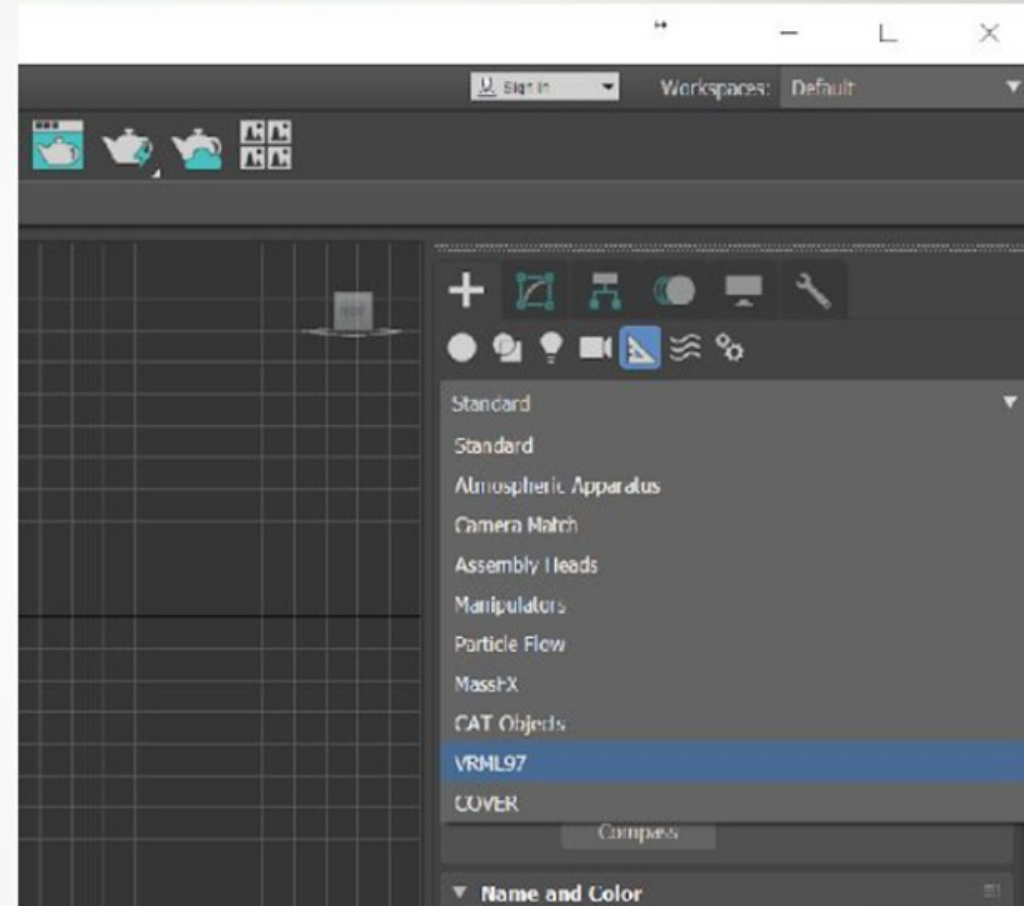 Sign In
Workspaces: Default
Standard
Standard
Atmospheric Apparatus
Camera Match
Assembly Heads
Manipulators
Particle Flow
MassFX
CAT Objects
VRML97
COVER
Compass
Name and Color